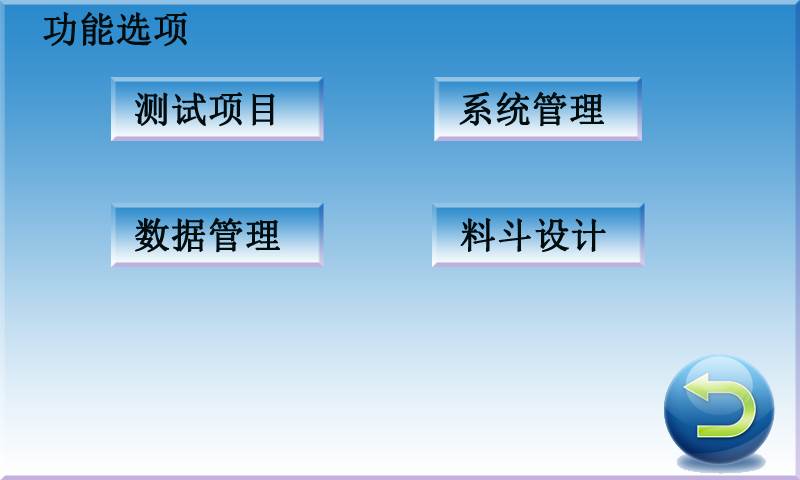 功能选项
测试项目
系统管理
数据管理
料斗设计